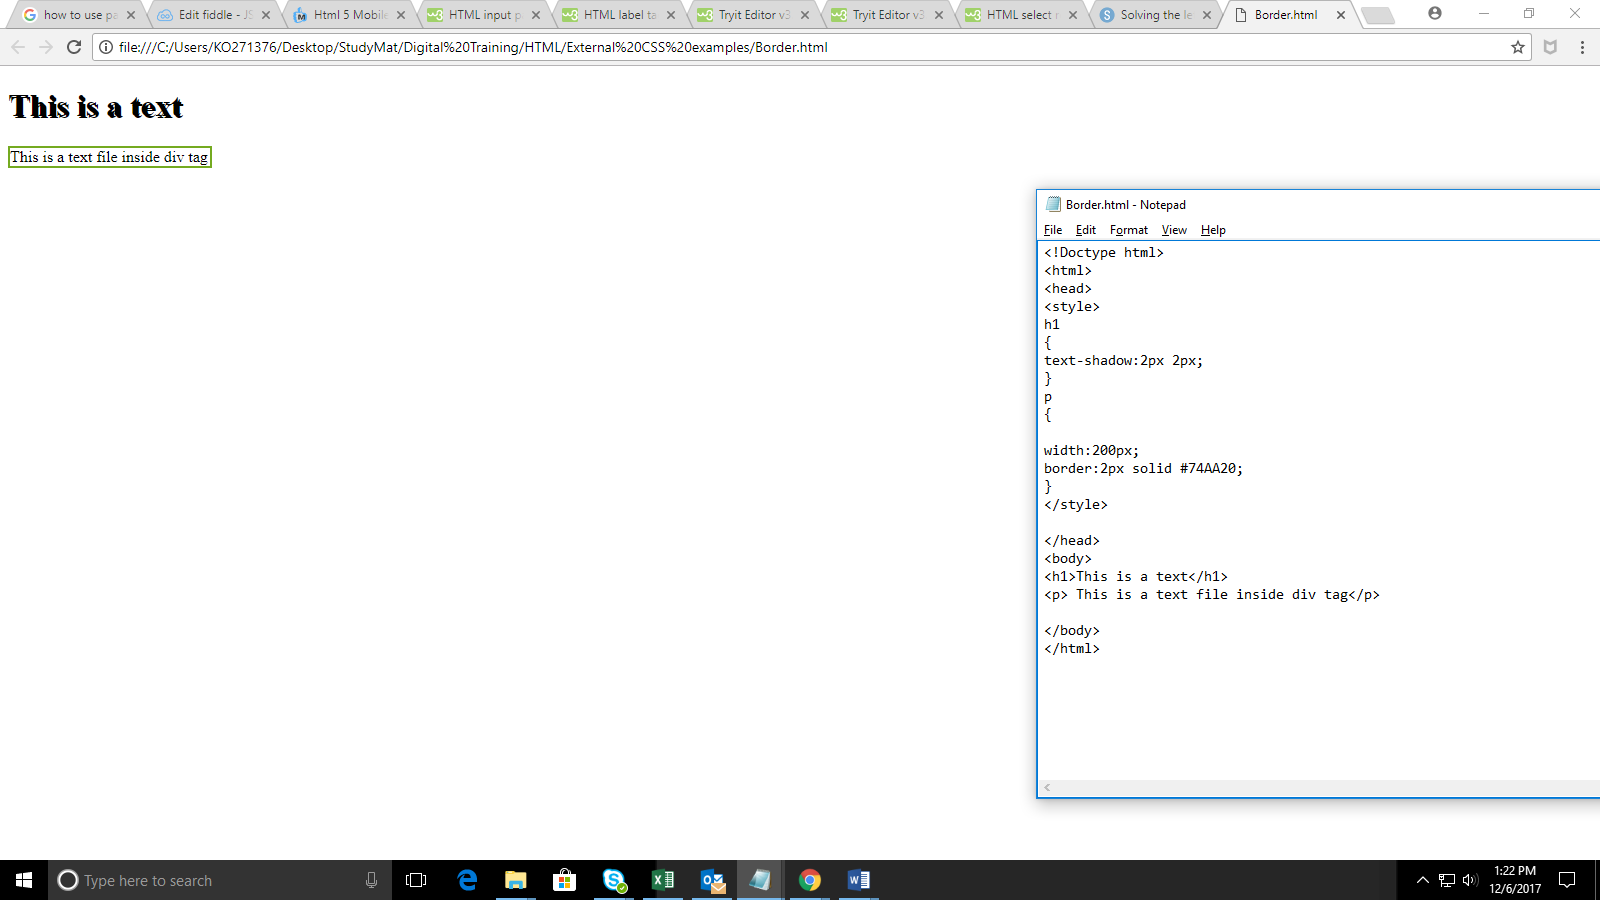 how to use pa
Edit fiddle - JS
Html 5 Mobile
HTML input p
HTML label ta
Tryit Editor v3
Tryit Editor v3
HTML select
Solving the le
Border.html
file:///C:/Users/KO271376/Desktop/StudyMat/Digital%20Training/HTML/External%20CSS%20examples/Border.html
This is a text
This is a text file inside div tag
Border.html - Notepad
File Edit Format View Help
<!Doctype html>
<html>
<head>
<style>
h1
{
text-shadow:2px 2px;
}
p
{
width:200px;
border:2px solid #74AA20;
}
</style>
</head>
<body>
<h1>This is a text</h1>
<p> This is a text file inside div tag</p>
</body>
</html>
Type here to search
1:22 PM
12/6/2017